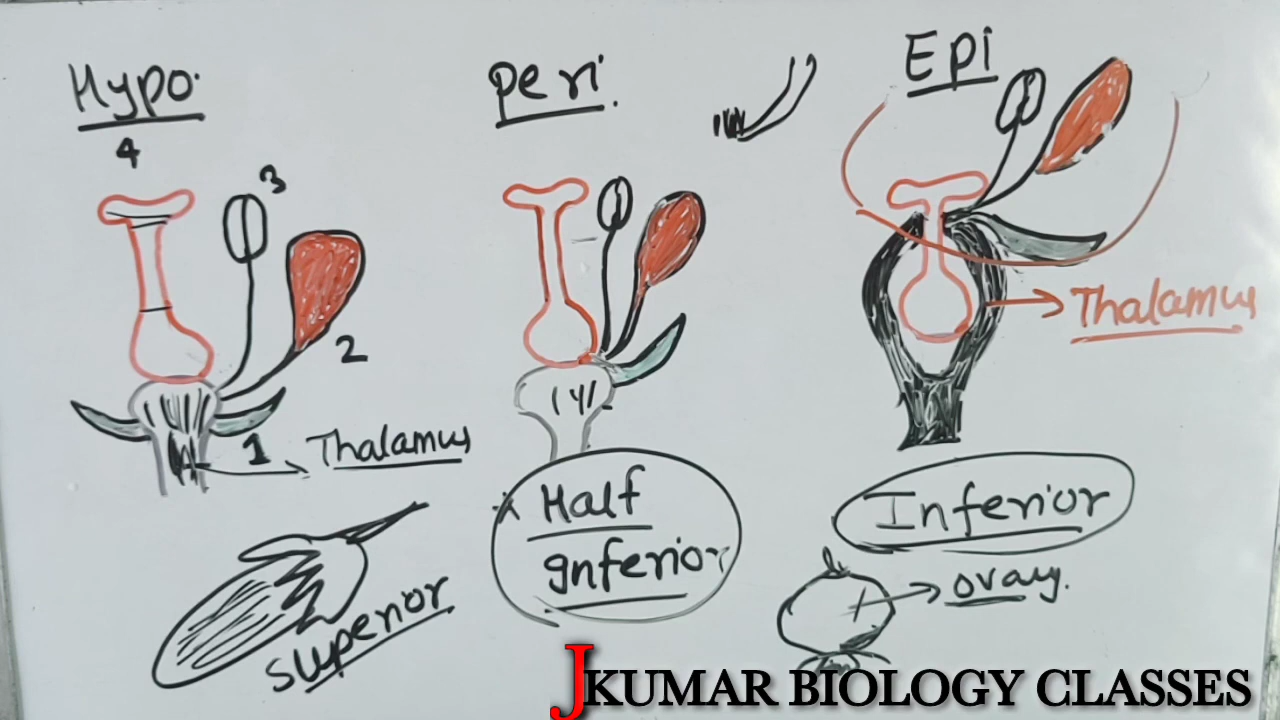 Hypo.
Peri.
Epi
4
3
2
1
Thalamus
Thalamus
Superior
Half
Inferior
Inferior
ovary.
JKUMAR BIOLOGY CLASSES